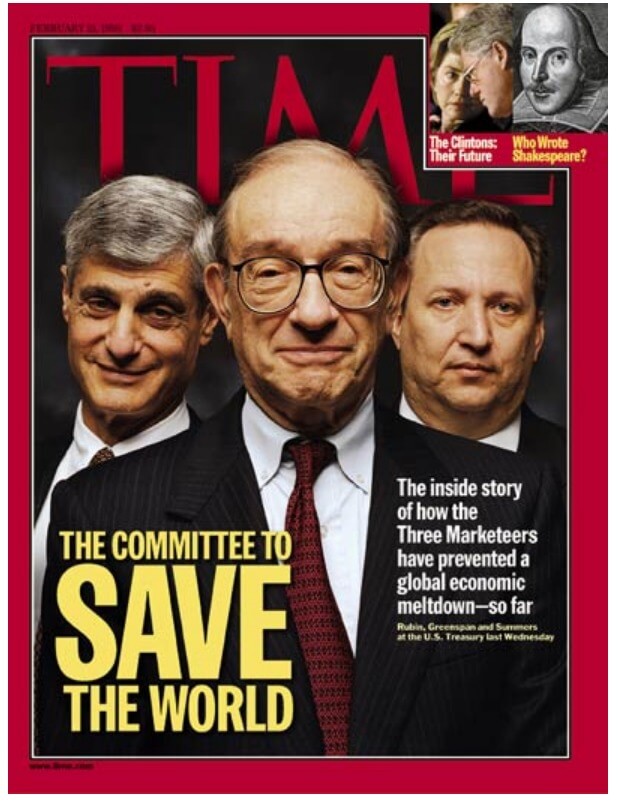 TIME
The Clintons:
Their Future
Who Wrote
Shakespeare?
The inside story
of how the
Three Marketeers
have prevented a
global economic
meltdown—so far
Rubin, Greenspan and Summers
at the U.S. Treasury last Wednesday
THE COMMITTEE TO
SAVE
THE WORLD
www.time.com